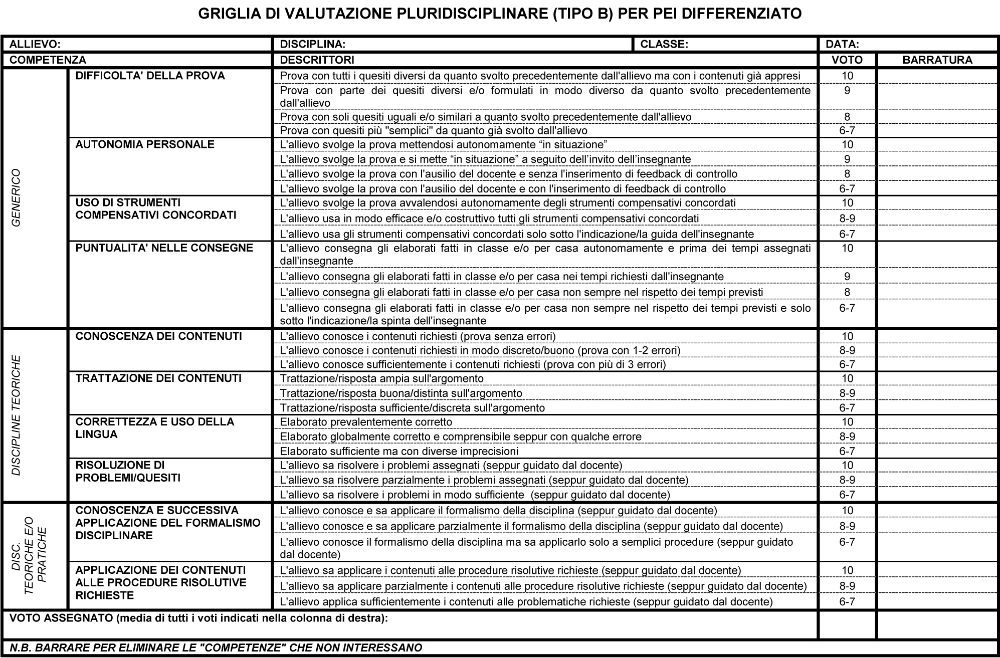 GRIGLIA DI VALUTAZIONE PLURIDISCIPLINARE (TIPO B) PER PEI DIFFERENZIATO
ALLIEVO: DISCIPLINA: CLASSE: DATA:
COMPETENZA DESCRITTORI VOTO BARRATURA
GENERICO
DIFFICOLTA' DELLA PROVA
Prova con tutti i quesiti diversi da quanto svolto precedentemente dall'allievo ma con i contenuti già appresi 10
Prova con parte dei quesiti diversi e/o formulati in modo diverso da quanto svolto precedentemente 9
dall'allievo
Prova con soli quesiti uguali e/o similari a quanto svolto precedentemente dall'allievo 8
Prova con quesiti più "semplici" da quanto già svolto dall'allievo 6-7
AUTONOMIA PERSONALE
L'allievo svolge la prova mettendosi autonomamente “in situazione” 10
L'allievo svolge la prova e si mette “in situazione” a seguito dell’invito dell’insegnante 9
L'allievo svolge la prova con l'ausilio del docente e senza l'inserimento di feedback di controllo 8
L'allievo svolge la prova con l'ausilio del docente e con l'inserimento di feedback di controllo 6-7
USO DI STRUMENTI
COMPENSATIVI CONCORDATI
L'allievo svolge la prova avvalendosi autonomamente degli strumenti compensativi concordati 10
L'allievo usa in modo efficace e/o costruttivo tutti gli strumenti compensativi concordati 8-9
L'allievo usa gli strumenti compensativi concordati solo sotto l'indicazione/la guida dell'insegnante 6-7
PUNTUALITA' NELLE CONSEGNE
L'allievo consegna gli elaborati fatti in classe e/o per casa autonomamente e prima dei tempi assegnati 10
dall'insegnante
L'allievo consegna gli elaborati fatti in classe e/o per casa nei tempi richiesti dall'insegnante 9
L'allievo consegna gli elaborati fatti in classe e/o per casa non sempre nel rispetto dei tempi previsti 8
L'allievo consegna gli elaborati fatti in classe e/o per casa non sempre nel rispetto dei tempi previsti e solo 6-7
sotto l'indicazione/la spinta dell'insegnante
DISCIPLINE TEORICHE
CONOSCENZA DEI CONTENUTI
L'allievo conosce i contenuti richiesti (prova senza errori) 10
L'allievo conosce i contenuti richiesti in modo discreto/buono (prova con 1-2 errori) 8-9
L'allievo conosce sufficientemente i contenuti richiesti (prova con più di 3 errori) 6-7
TRATTAZIONE DEI CONTENUTI
Trattazione/risposta ampia sull'argomento 10
Trattazione/risposta buona/distinta sull'argomento 8-9
Trattazione/risposta sufficiente/discreta sull'argomento 6-7
CORRETTEZZA E USO DELLA
LINGUA
Elaborato prevalentemente corretto 10
Elaborato globalmente corretto e comprensibile seppur con qualche errore 8-9
Elaborato sufficiente ma con diverse imprecisioni 6-7
RISOLUZIONE DI
PROBLEMI/QUESITI
L'allievo sa risolvere i problemi assegnati (seppur guidato dal docente) 10
L'allievo sa risolvere parzialmente i problemi assegnati (seppur guidato dal docente) 8-9
L'allievo sa risolvere i problemi in modo sufficiente (seppur guidato dal docente) 6-7
DISC.
TEORICHE E/O
PRATICHE
CONOSCENZA E SUCCESSIVA
APPLICAZIONE DEL FORMALISMO
DISCIPLINARE
L'allievo conosce e sa applicare il formalismo della disciplina (seppur guidato dal docente) 10
L'allievo conosce e sa applicare parzialmente il formalismo della disciplina (seppur guidato dal docente) 8-9
L'allievo conosce il formalismo della disciplina ma sa applicarlo solo a semplici procedure (seppur guidato 6-7
dal docente)
APPLICAZIONE DEI CONTENUTI
ALLE PROCEDURE RISOLUTIVE
RICHIESTE
L'allievo sa applicare i contenuti alle procedure risolutive richieste (seppur guidato dal docente) 10
L'allievo sa applicare parzialmente i contenuti alle procedure risolutive richieste (seppur guidato dal docente) 8-9
L'allievo applica sufficientemente i contenuti alle problematiche richieste (seppur guidato dal docente) 6-7
VOTO ASSEGNATO (media di tutti i voti indicati nella colonna di destra):
N.B. BARRARE PER ELIMINARE LE "COMPETENZE" CHE NON INTERESSANO